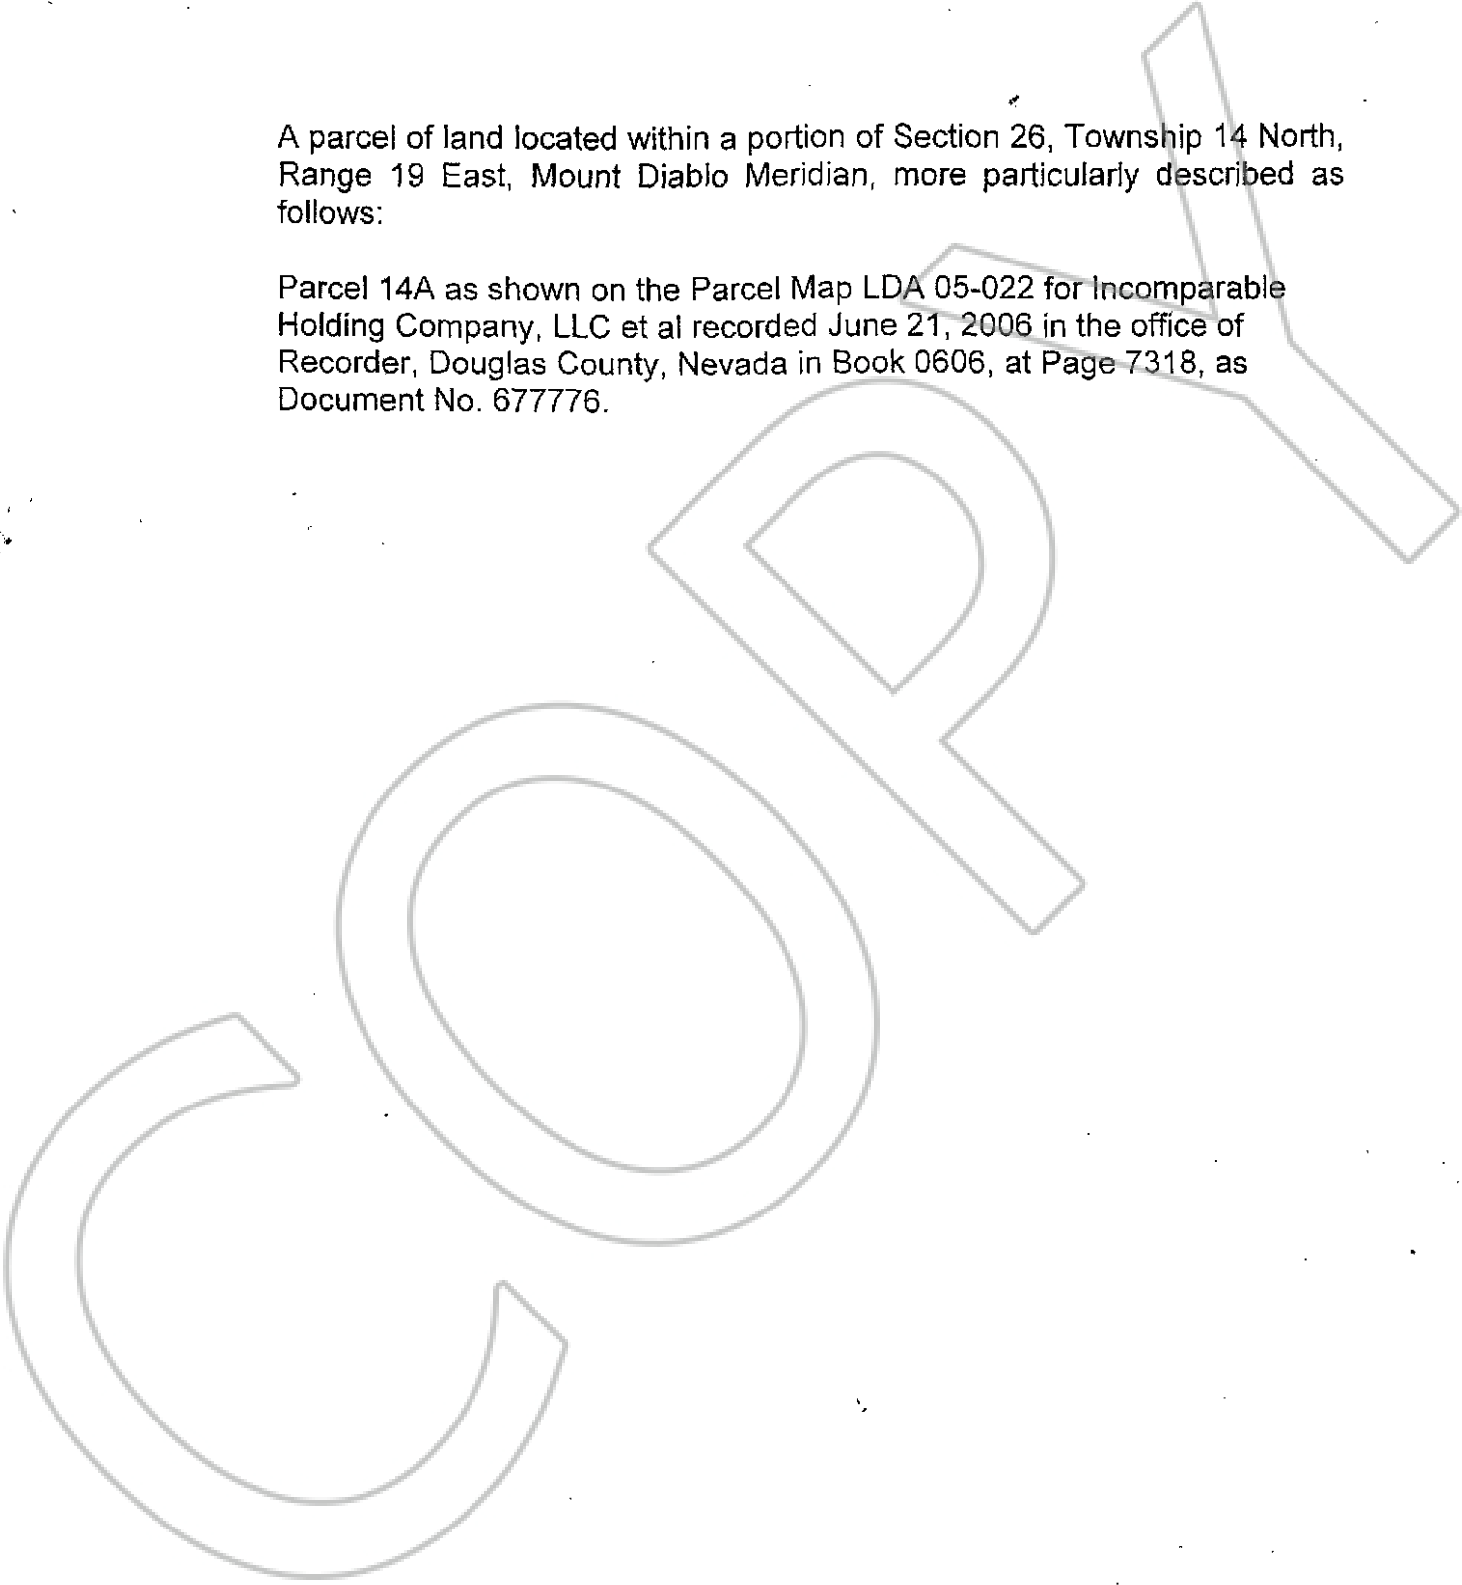 A parcel of land located within a portion of Section 26, Township 14 North,
Range 19 East, Mount Diablo Meridian, more particularly described as
follows:
Parcel 14A as shown on the Parcel Map LDA 05-022 for Incomparable
Holding Company, LLC et al recorded June 21, 2006 in the office of
Recorder, Douglas County, Nevada in Book 0606, at Page 7318, as
Document No. 677776.
COPY